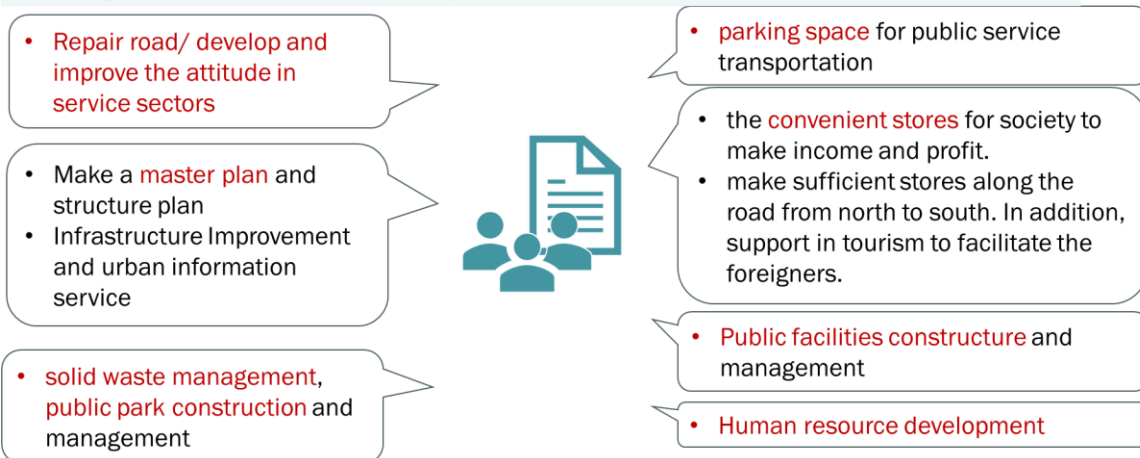 • Repair road/ develop and
improve the attitude in
service sectors
• Make a master plan and
structure plan
• Infrastructure Improvement
and urban information
service
• solid waste management,
public park construction and
management
• parking space for public service
transportation
• the convenient stores for society to
make income and profit.
• make sufficient stores along the
road from north to south. In addition,
support in tourism to facilitate the
foreigners.
• Public facilities constructure and
management
• Human resource development